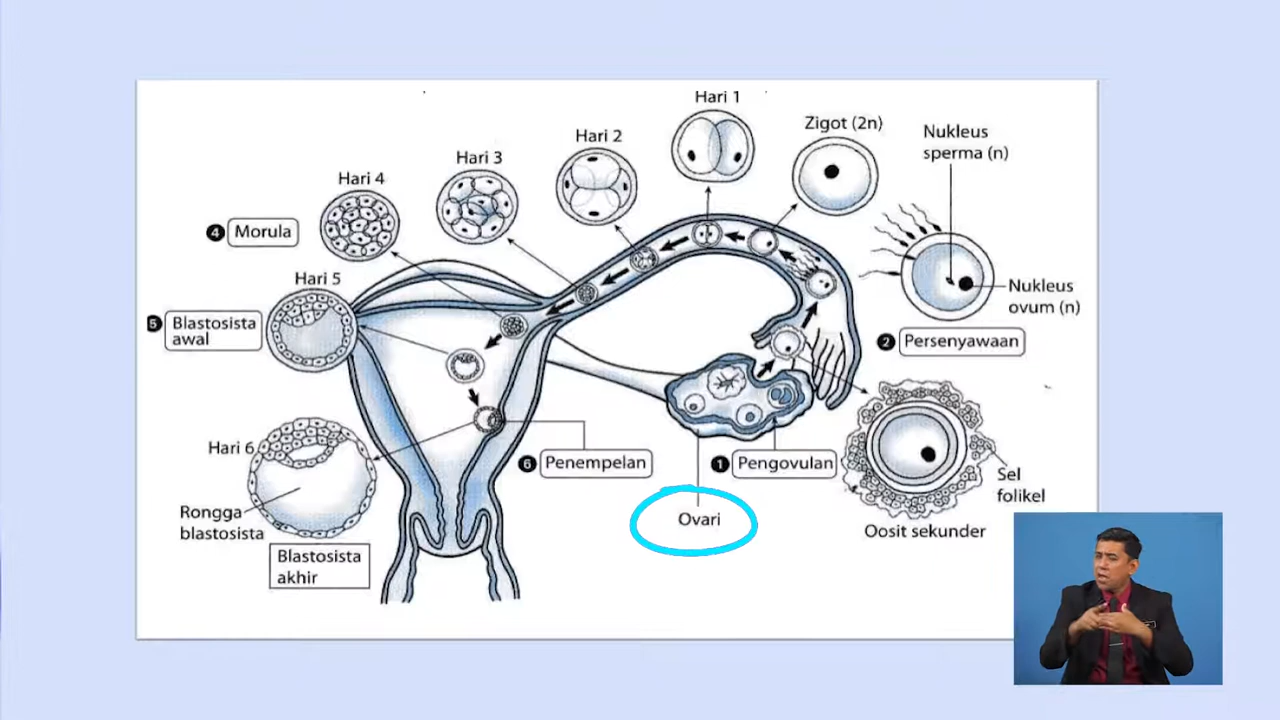 Hari 1
Zigot (2n)
Nukleus
sperma (n)
Hari 2
Hari 3
Hari 4
4 Morula
Hari 5
5 Blastosista
awal
Nukleus
ovum (n)
2 Persenyawaan
Hari 6
6 Penempelan
1 Pengovulan
Sel
folikel
Rongga
blastosista
Ovari
Oosit sekunder
Blastosista
akhir